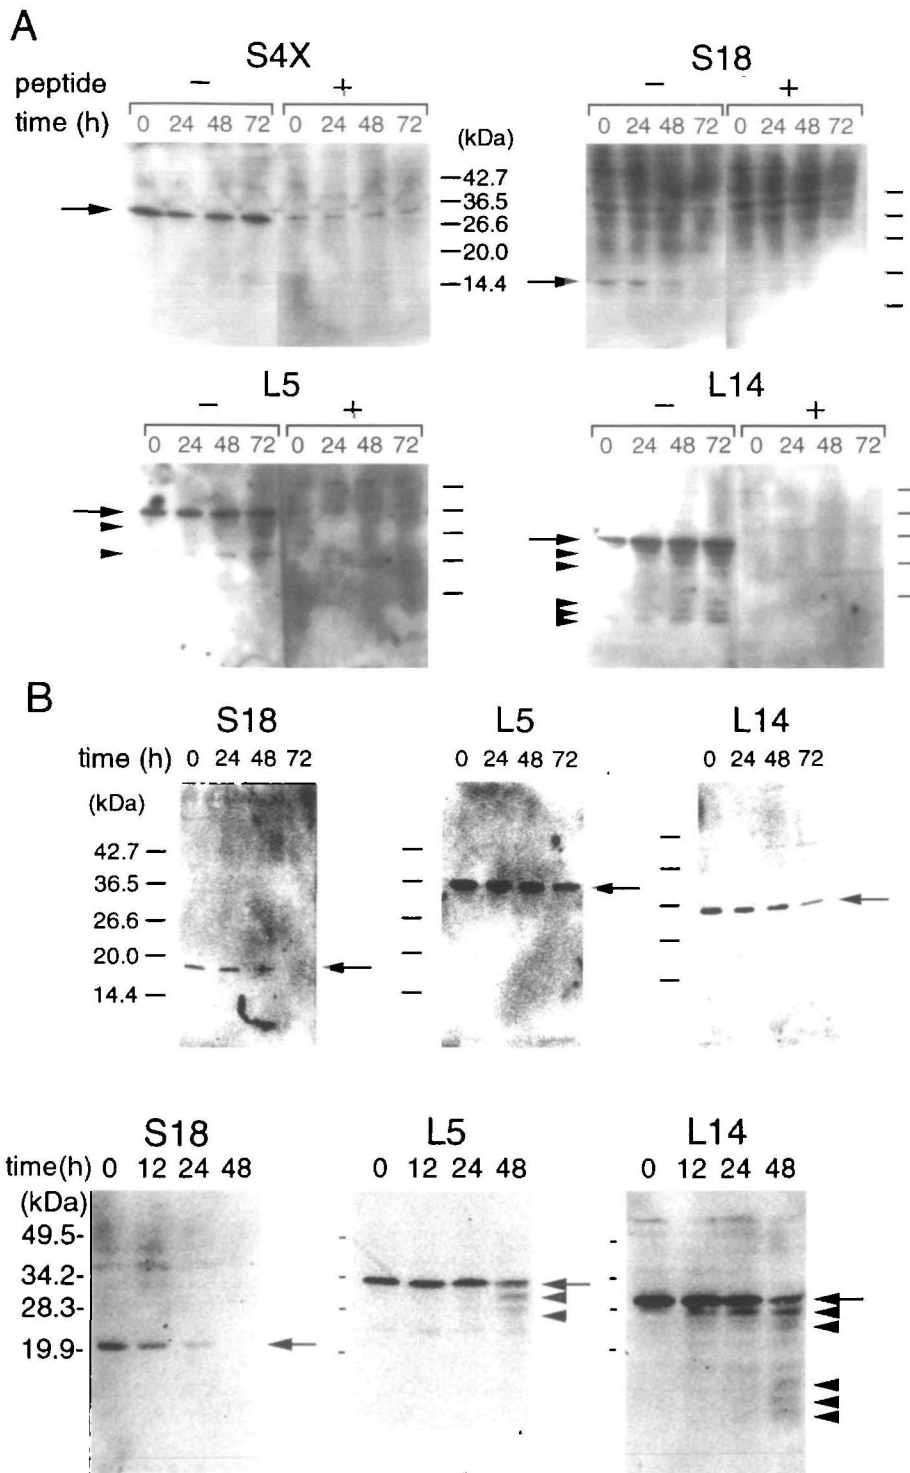 A
S4X
S18
peptide − + − +
time (h) 0 24 48 72 0 24 48 72 0 24 48 72 0 24 48 72
(kDa)
42.7
36.5
26.6
20.0
14.4
L5
L14
− + − +
0 24 48 72 0 24 48 72 0 24 48 72 0 24 48 72
B
S18 L5 L14
time (h) 0 24 48 72 0 24 48 72 0 24 48 72
(kDa)
42.7
36.5
26.6
20.0
14.4
S18 L5 L14
time(h) 0 12 24 48 0 12 24 48 0 12 24 48
(kDa)
49.5-
34.2-
28.3-
19.9-